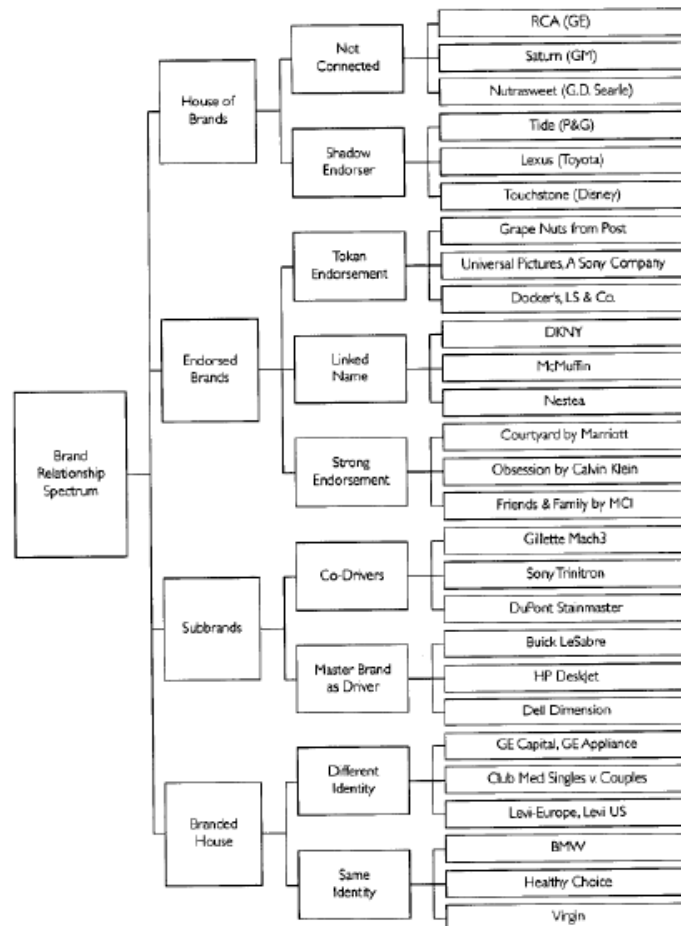 Brand
Relationship
Spectrum
House of
Brands
Not
Connected
RCA (GE)
Saturn (GM)
Nutrasweet (G.D. Searle)
Shadow
Endorser
Tide (P&G)
Lexus (Toyota)
Touchstone (Disney)
Endorsed
Brands
Tokan
Endorsement
Grape Nuts from Post
Universal Pictures, A Sony Company
Docker's, LS & Co.
Linked
Name
DKNY
McMuffin
Nestea
Strong
Endorsement
Courtyard by Marriott
Obsession by Calvin Klein
Friends & Family by MCI
Subbrands
Co-Drivers
Gillette Mach3
Sony Trinitron
DuPont Stainmaster
Master Brand
as Driver
Buick LeSabre
HP Deskjet
Dell Dimension
Branded
House
Different
Identity
GE Capital, GE Appliance
Club Med Singles v. Couples
Levi-Europe, Levi US
Same
Identity
BMW
Healthy Choice
Virgin